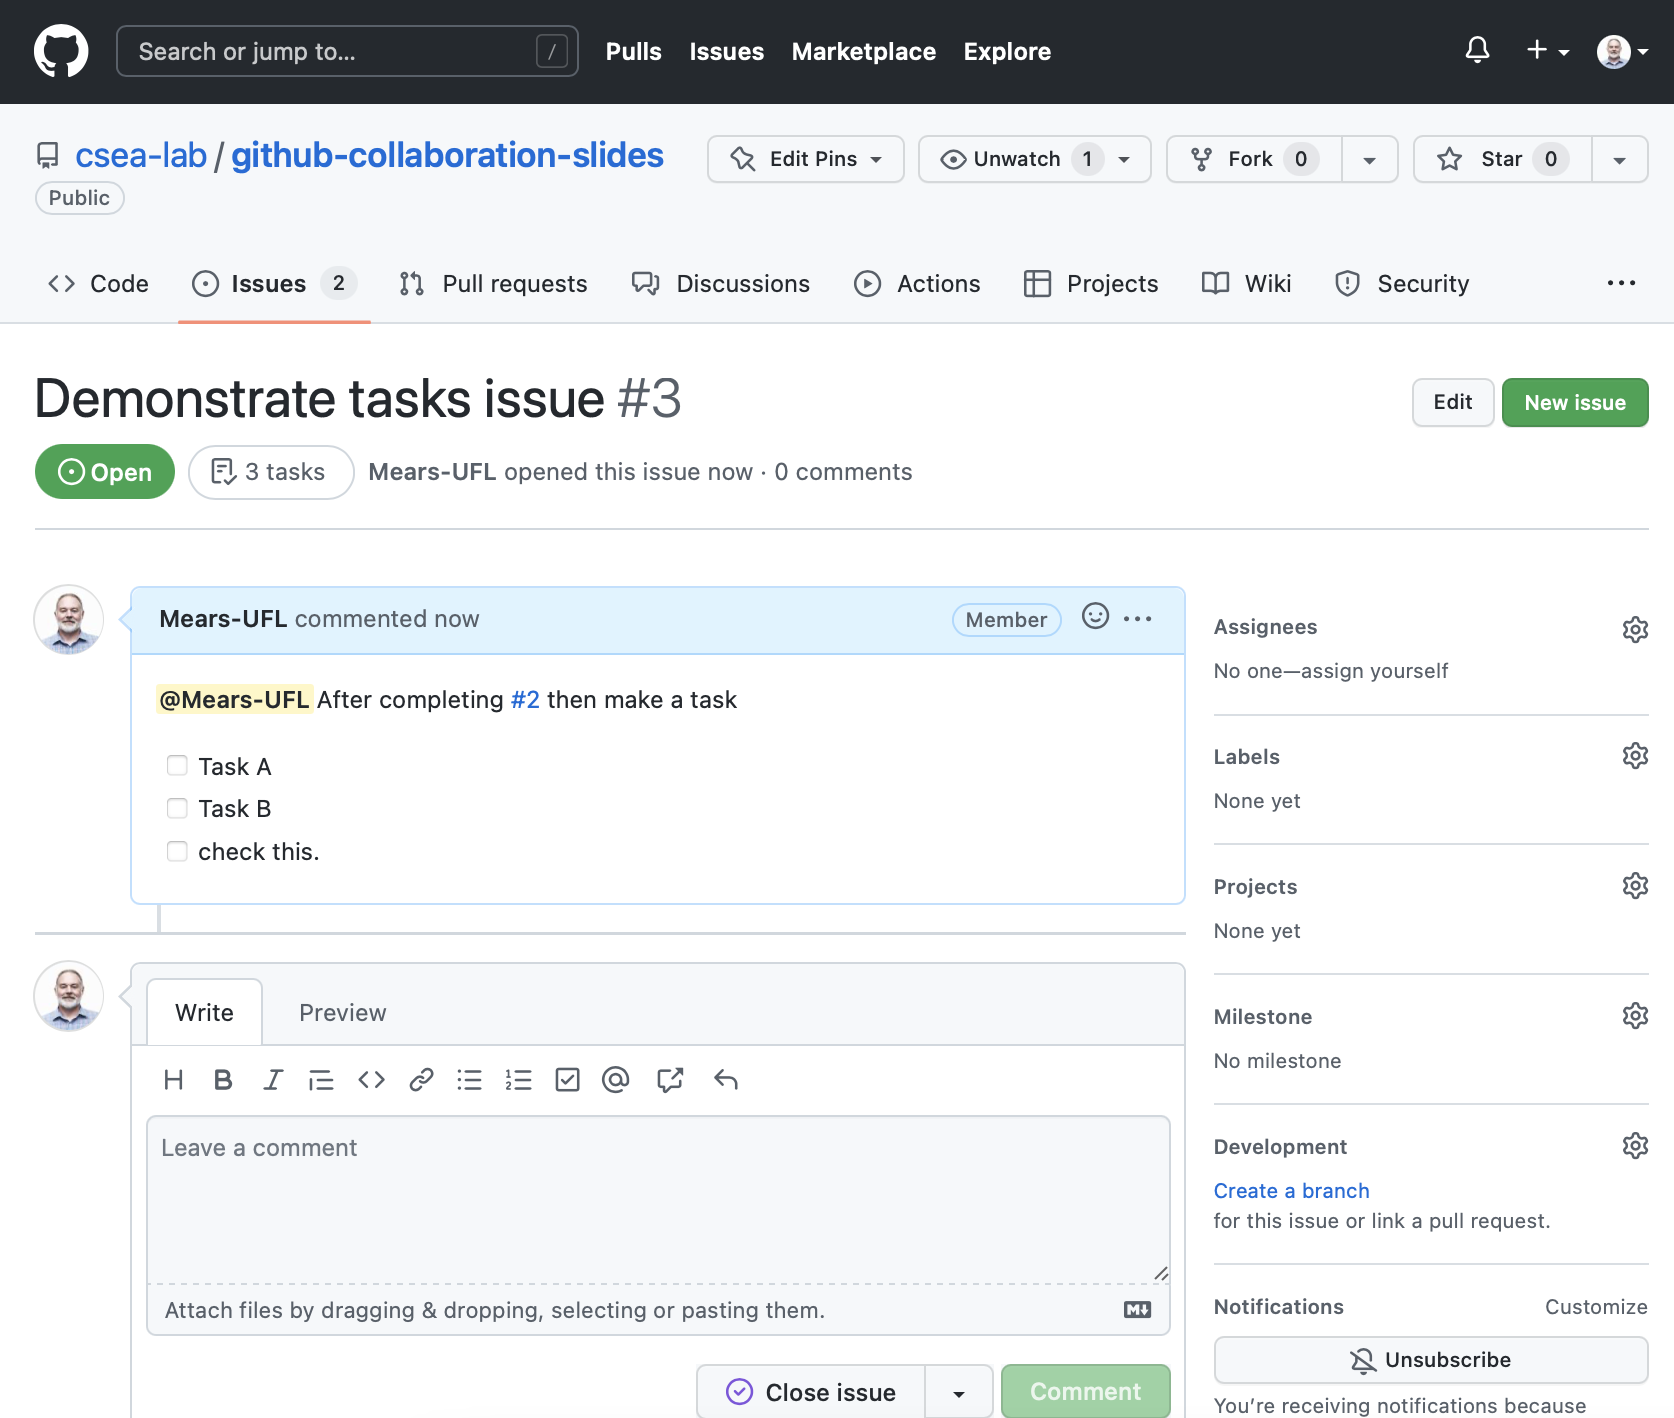 Search or jump to... / Pulls Issues Marketplace Explore
csea-lab / github-collaboration-slides Edit Pins Unwatch 1 Fork 0 Star 0
Public
Code Issues 2 Pull requests Discussions Actions Projects Wiki Security ...
Demonstrate tasks issue #3 Edit New issue
Open 3 tasks Mears-UFL opened this issue now · 0 comments
Mears-UFL commented now Member ...
@Mears-UFL After completing #2 then make a task
Task A
Task B
check this.
Write Preview
H B I
Leave a comment
Attach files by dragging & dropping, selecting or pasting them.
Close issue Comment
Assignees
No one—assign yourself
Labels
None yet
Projects
None yet
Milestone
No milestone
Development
Create a branch
for this issue or link a pull request.
Notifications Customize
Unsubscribe
You’re receiving notifications because